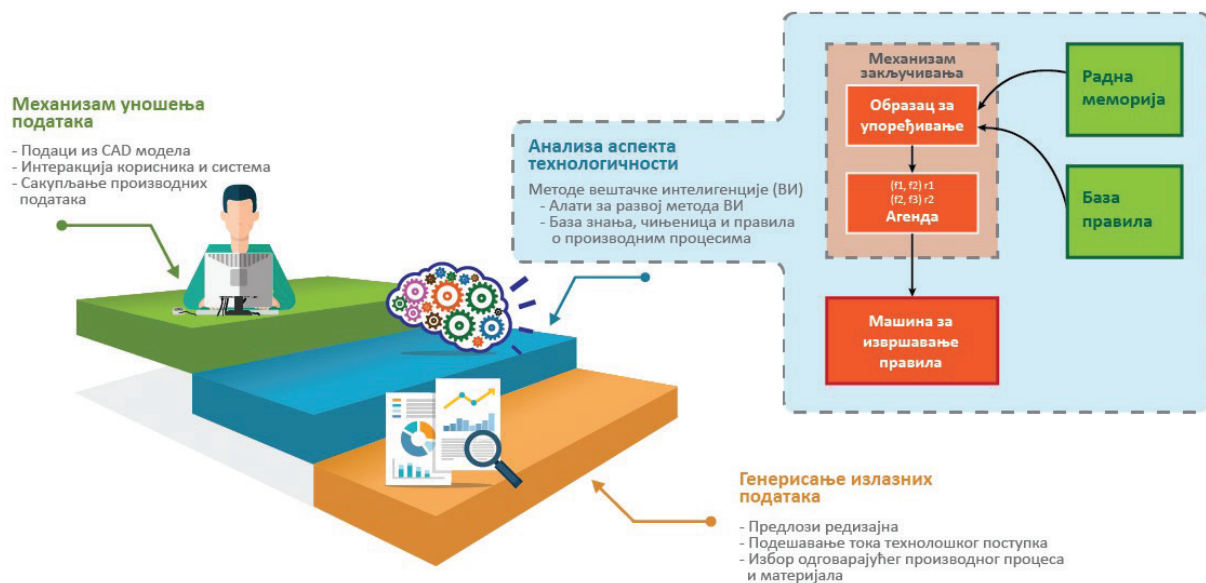 Механизам уношења
података
- Подаци из CAD модела
- Интеракција корисника и система
- Сакупљање производних
података
Анализа аспекта
технологичности
Методе вештачке интелигенције (ВИ)
- Алати за развој метода ВИ
- База знања, чињеница и правила
о производним процесима
Механизам
закључивања
Образац за
упоређивање
(f1, f2) r1
(f2, f3) r2
Агенда
Машина за
извршавање
правила
Радна
меморија
База
правила
Генерисање излазних
података
- Предлози редизајна
- Подешавање тока технолошког поступка
- Избор одговарајућег производног процеса
и материјала